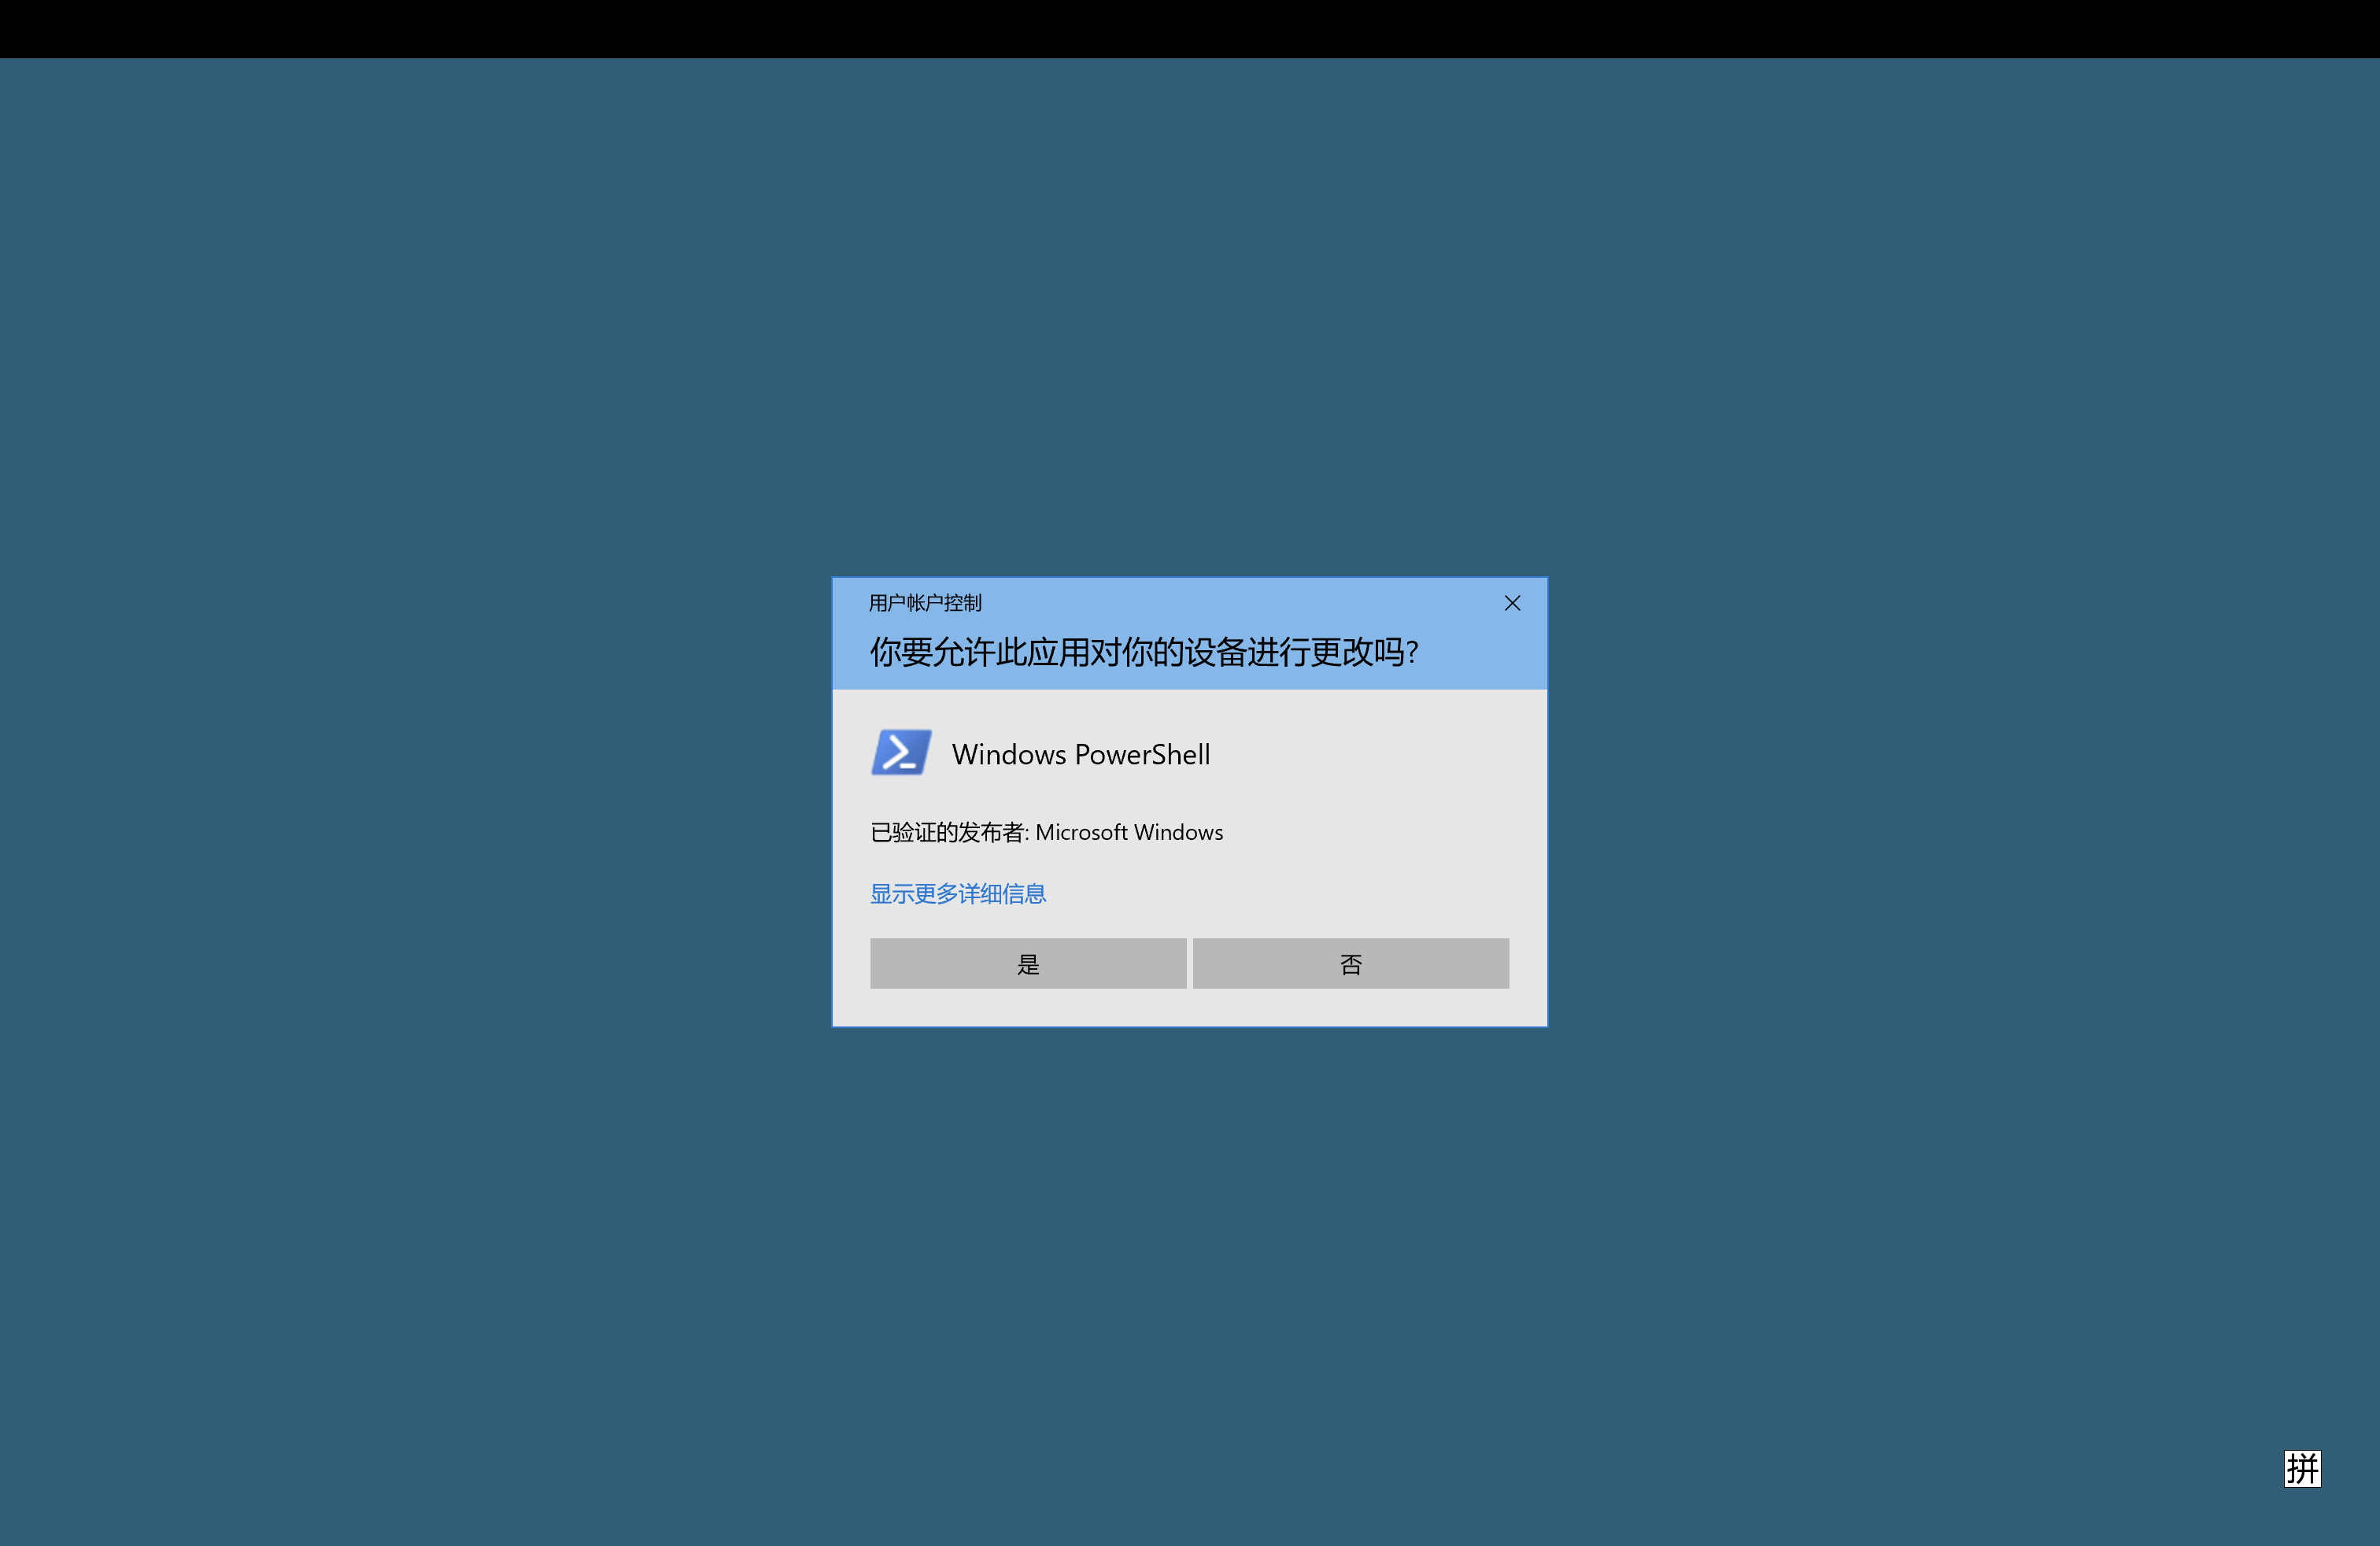 用户帐户控制
你要允许此应用对你的设备进行更改吗?
Windows PowerShell
已验证的发布者: Microsoft Windows
显示更多详细信息
是
否
拼